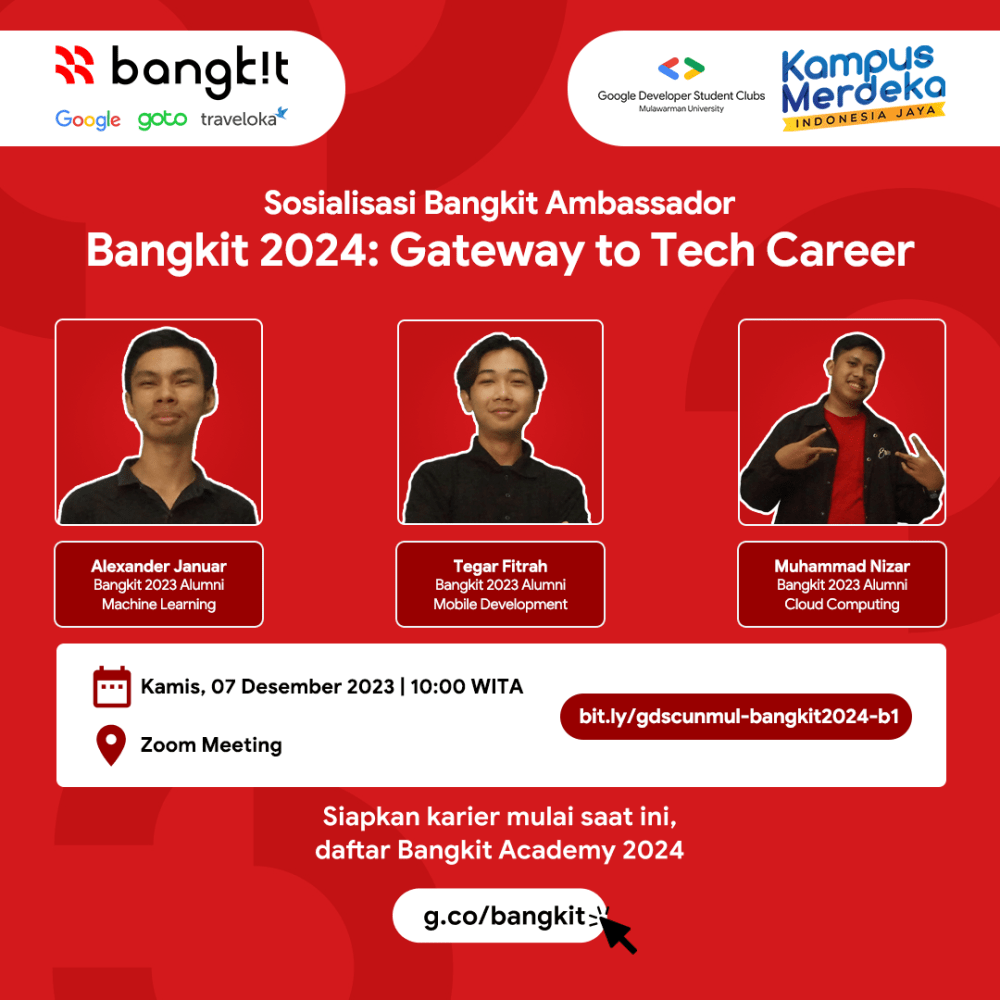 bangk!t
Google goto traveloka
Google Developer Student Clubs
Mulawarman University
Kampus
Merdeka
INDONESIA JAYA
Sosialisasi Bangkit Ambassador
Bangkit 2024: Gateway to Tech Career
Alexander Januar
Bangkit 2023 Alumni
Machine Learning
Tegar Fitrah
Bangkit 2023 Alumni
Mobile Development
Muhammad Nizar
Bangkit 2023 Alumni
Cloud Computing
Kamis, 07 Desember 2023 | 10:00 WITA
Zoom Meeting
bit.ly/gdscunmul-bangkit2024-b1
Siapkan karier mulai saat ini,
daftar Bangkit Academy 2024
g.co/bangkit